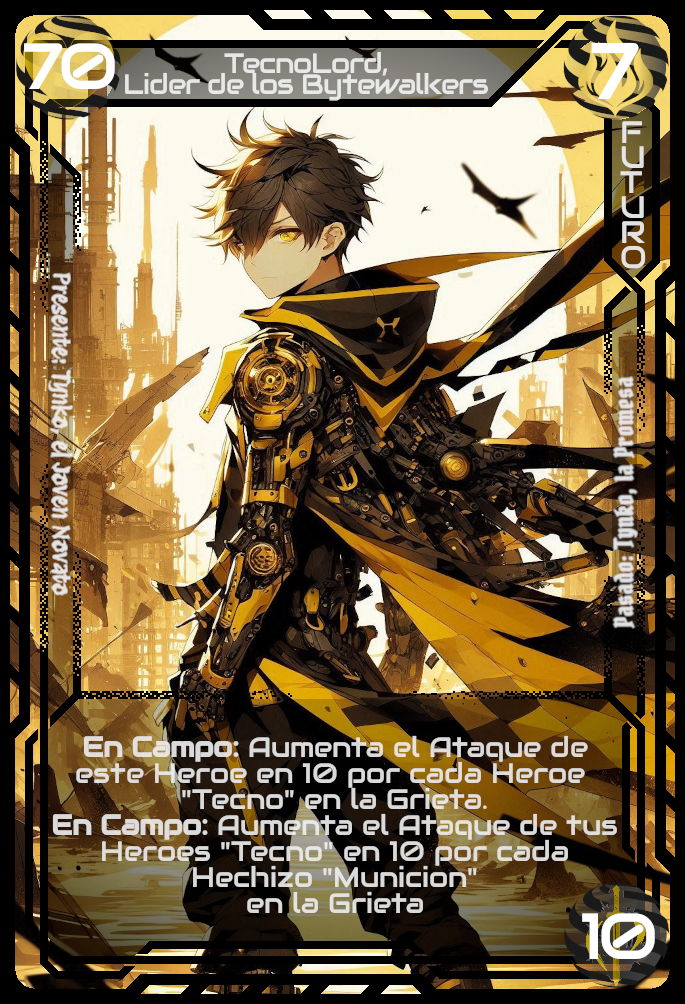 70
TecnoLord,
Lider de los Bytewalkers
7
FUTURO
Presente: Tynko, el Joven Novato
Pasado: Tynko, la Promesa
En Campo: Aumenta el Ataque de
este Heroe en 10 por cada Heroe
"Tecno" en la Grieta.
En Campo: Aumenta el Ataque de tus
Heroes "Tecno" en 10 por cada
Hechizo "Municion"
en la Grieta
10